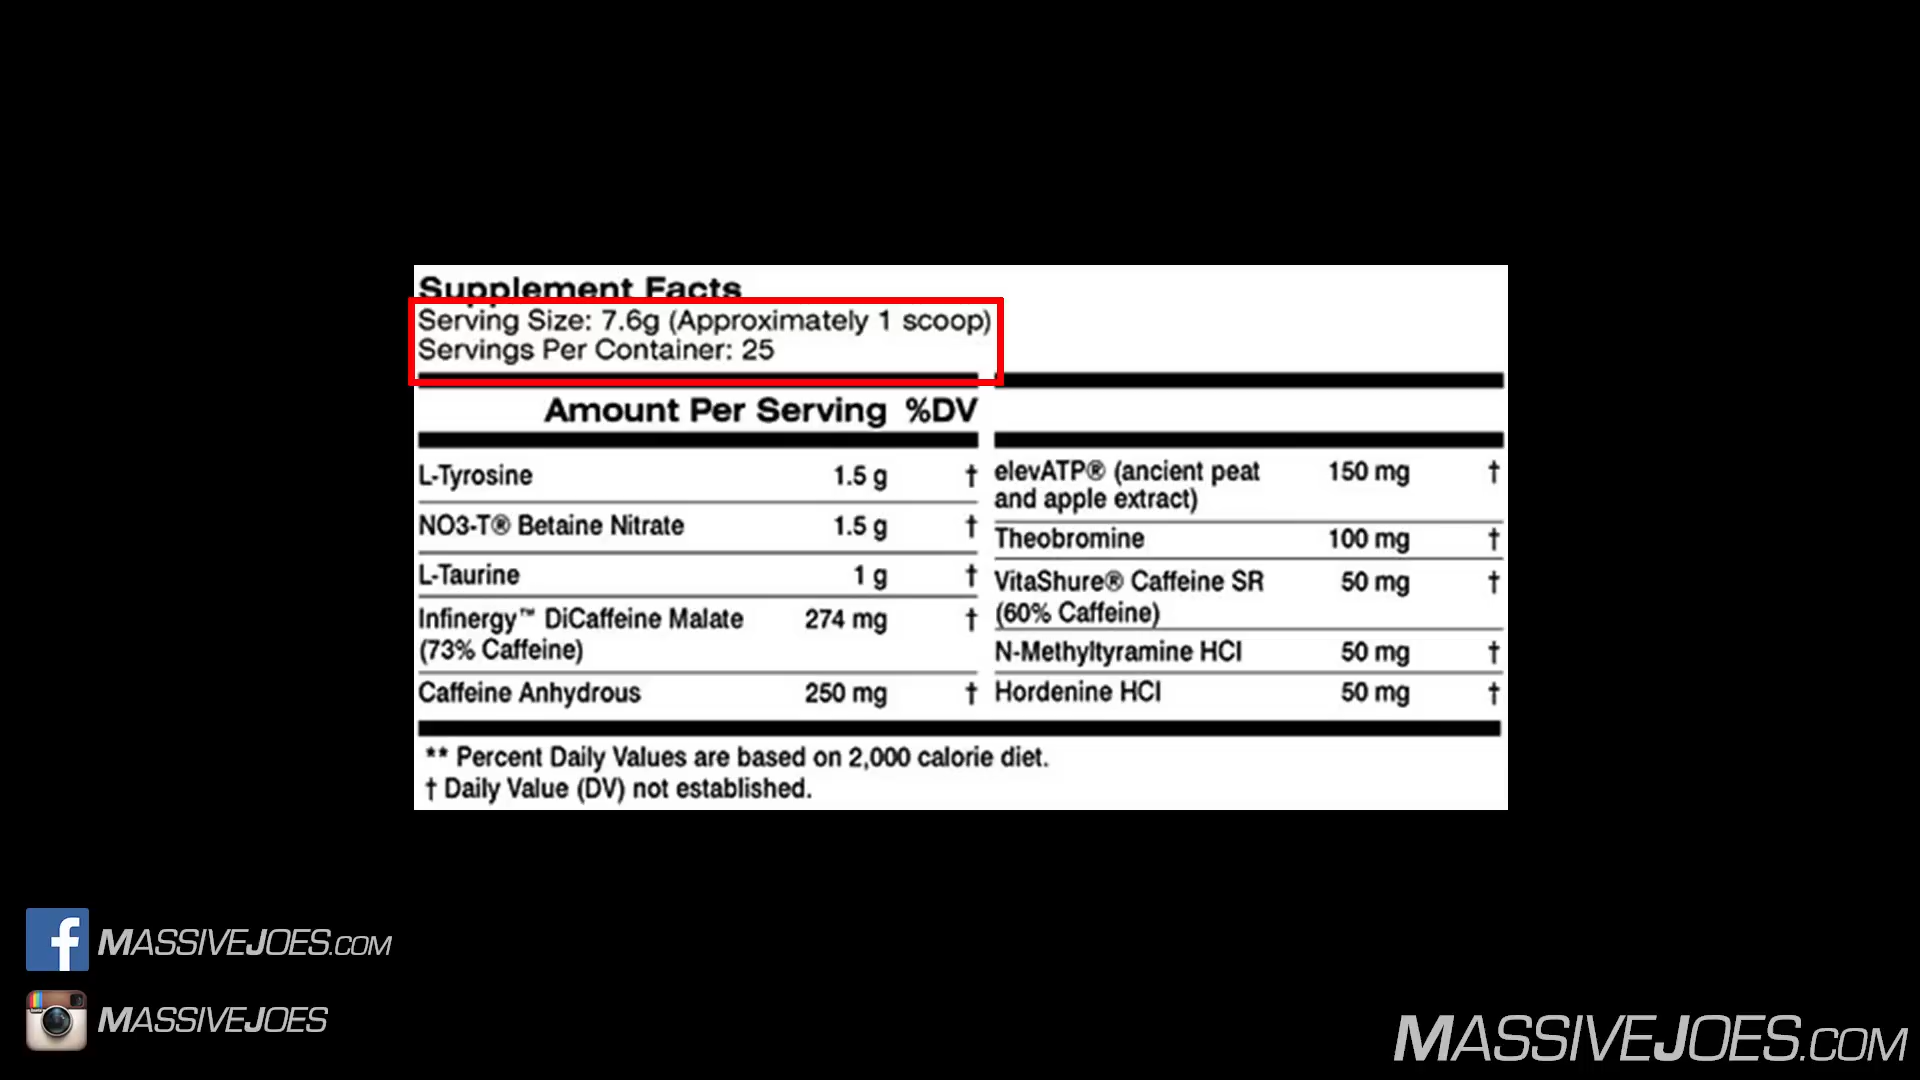 Supplement Facts
Serving Size: 7.6g (Approximately 1 scoop)
Servings Per Container: 25
Amount Per Serving %DV
L-Tyrosine 1.5 g †
NO3-T® Betaine Nitrate 1.5 g †
L-Taurine 1 g †
Infinergy™ DiCaffeine Malate 274 mg †
(73% Caffeine)
Caffeine Anhydrous 250 mg †
elevATP® (ancient peat 150 mg †
and apple extract)
Theobromine 100 mg †
VitaShure® Caffeine SR 50 mg †
(60% Caffeine)
N-Methyltyramine HCl 50 mg †
Hordenine HCl 50 mg †
** Percent Daily Values are based on 2,000 calorie diet.
† Daily Value (DV) not established.
f MASSIVEJOES.COM
MASSIVEJOES
MASSIVEJOES.COM